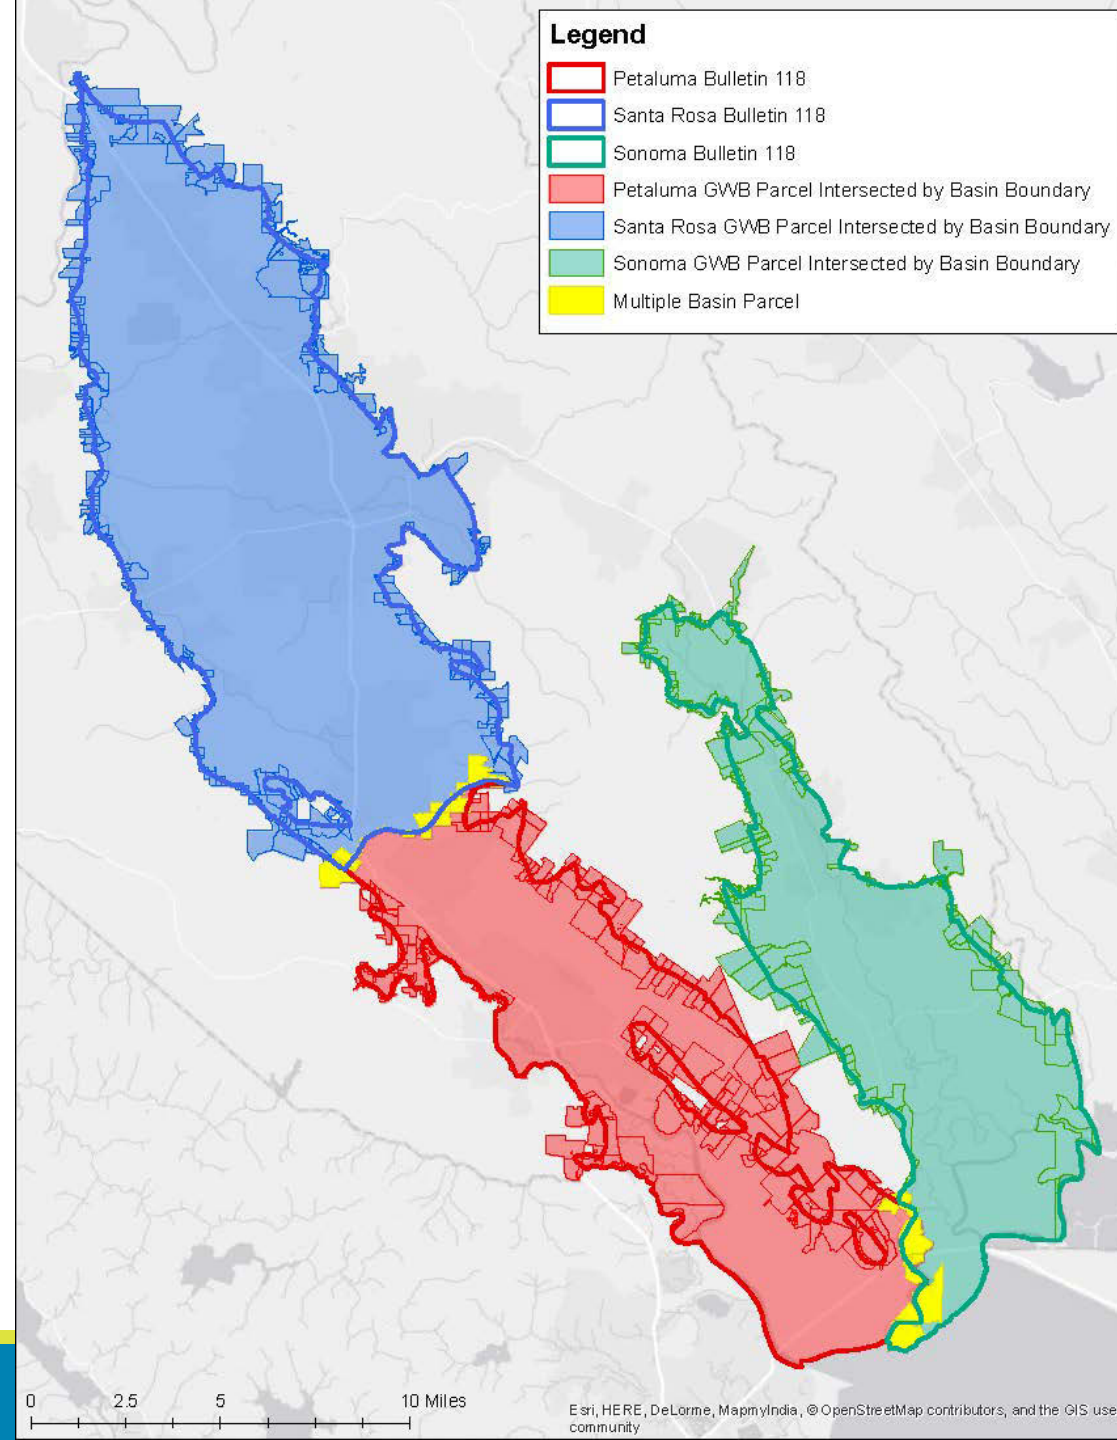 Legend
Petaluma Bulletin 118
Santa Rosa Bulletin 118
Sonoma Bulletin 118
Petaluma GWB Parcel Intersected by Basin Boundary
Santa Rosa GWB Parcel Intersected by Basin Boundary
Sonoma GWB Parcel Intersected by Basin Boundary
Multiple Basin Parcel
0 2.5 5 10 Miles
Esri, HERE, DeLorme, MapmyIndia, © OpenStreetMap contributors, and the GIS use
community